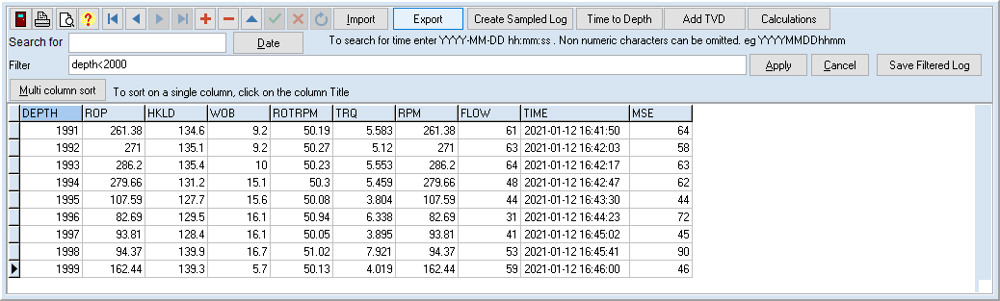 Import Export Create Sampled Log Time to Depth Add TVD Calculations
Search for Date To search for time enter YYYY-MM-DD hh:mm:ss . Non numeric characters can be omitted. eg YYYYMMDDhhmm
Filter depth<2000 Apply Cancel Save Filtered Log
Multi column sort To sort on a single column, click on the column Title
DEPTH ROP HKLD WOB ROTRPM TRQ RPM FLOW TIME MSE
1991 261.38 134.6 9.2 50.19 5.583 261.38 61 2021-01-12 16:41:50 64
1992 271 135.1 9.2 50.27 5.12 271 63 2021-01-12 16:42:03 58
1993 286.2 135.4 10 50.23 5.553 286.2 64 2021-01-12 16:42:17 63
1994 279.66 131.2 15.1 50.3 5.459 279.66 48 2021-01-12 16:42:47 62
1995 107.59 127.7 15.6 50.08 3.804 107.59 44 2021-01-12 16:43:30 44
1996 82.69 129.5 16.1 50.94 6.338 82.69 31 2021-01-12 16:44:23 72
1997 93.81 128.4 16.1 50.05 3.895 93.81 41 2021-01-12 16:45:02 45
1998 94.37 139.9 16.7 51.02 7.921 94.37 53 2021-01-12 16:45:41 90
1999 162.44 139.3 5.7 50.13 4.019 162.44 59 2021-01-12 16:46:00 46